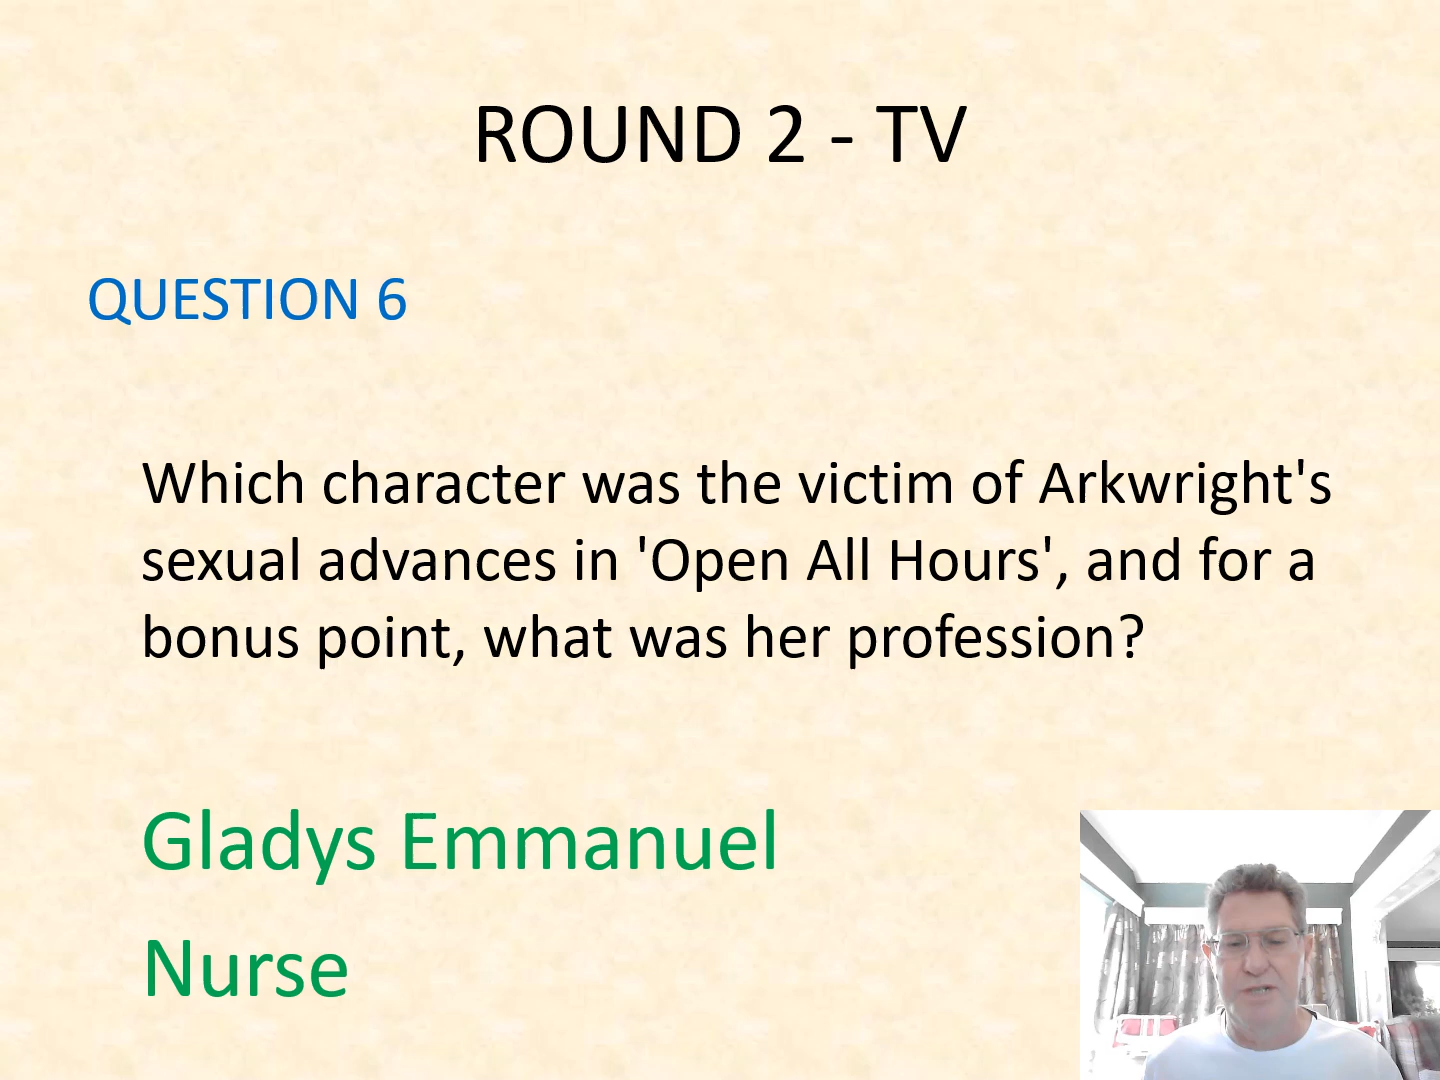 ROUND 2 - TV
QUESTION 6
Which character was the victim of Arkwright's
sexual advances in 'Open All Hours', and for a
bonus point, what was her profession?
Gladys Emmanuel
Nurse